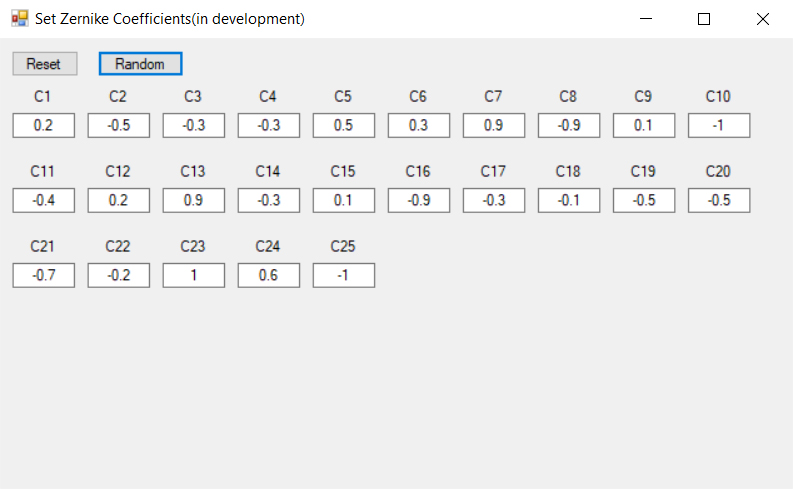 Set Zernike Coefficients(in development)
Reset Random
C1 C2 C3 C4 C5 C6 C7 C8 C9 C10
0.2 -0.5 -0.3 -0.3 0.5 0.3 0.9 -0.9 0.1 -1
C11 C12 C13 C14 C15 C16 C17 C18 C19 C20
-0.4 0.2 0.9 -0.3 0.1 -0.9 -0.3 -0.1 -0.5 -0.5
C21 C22 C23 C24 C25
-0.7 -0.2 1 0.6 -1